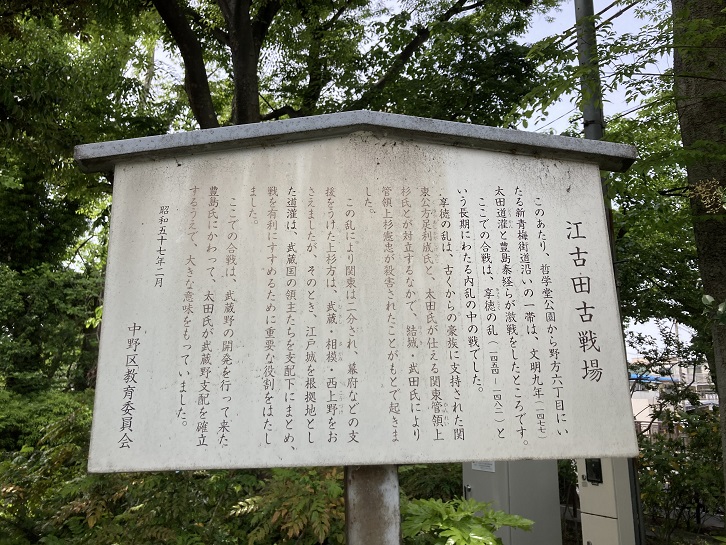 江古田古戦場
このあたり、哲学堂公園から野方六丁目にい
たる新青梅街道沿いの一帯は、文明九年（一四七七）
太田道灌と豊島泰経らが激戦をしたところです。
ここでの合戦は、享徳の乱（一四五四―一四八二）と
いう長期にわたる内乱の中の戦でした。
享徳の乱は、古くからの豪族に支持された関
東公方足利成氏と、太田氏が仕える関東管領上
杉氏とが対立するなかで、結城・武田氏により
管領上杉憲忠が殺害されたことがもとで起きま
した。
この乱により関東は二分され、幕府などの支
援をうけた上杉方は、武蔵・相模・西上野をお
さえましたが、そのとき、江戸城を根拠地とし
た道灌は、武蔵国の領主たちを支配下にまとめ、
戦を有利にすすめるために重要な役割をはたし
ました。
ここでの合戦は、武蔵野の開発を行って来た
豊島氏にかわって、太田氏が武蔵野支配を確立
するうえで、大きな意味をもっていました。
昭和五十七年二月
中野区教育委員会